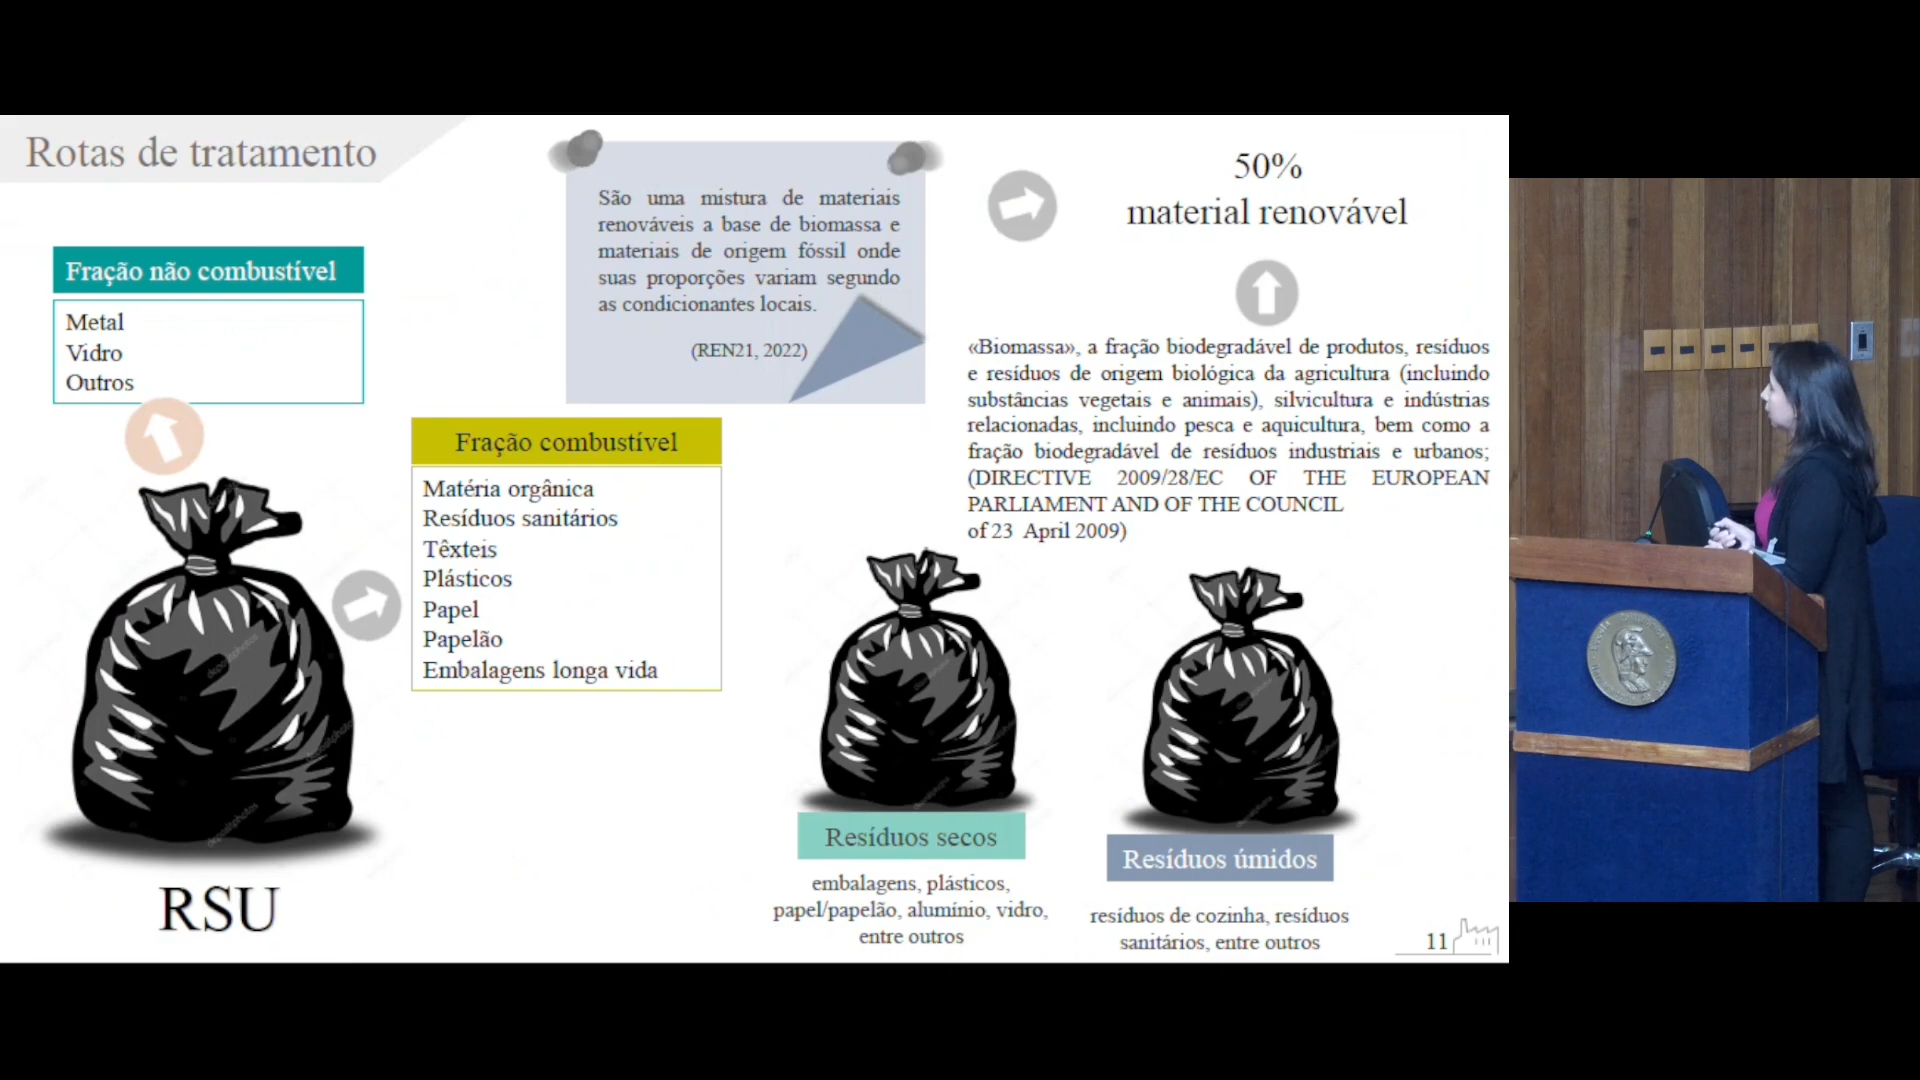 Rotas de tratamento
Fração não combustível
Metal
Vidro
Outros
RSU
Fração combustível
Matéria orgânica
Resíduos sanitários
Têxteis
Plásticos
Papel
Papelão
Embalagens longa vida
São uma mistura de materiais
renováveis a base de biomassa e
materiais de origem fóssil onde
suas proporções variam segundo
as condicionantes locais.
(REN21, 2022)
50%
material renovável
«Biomassa», a fração biodegradável de produtos, resíduos
e resíduos de origem biológica da agricultura (incluindo
substâncias vegetais e animais), silvicultura e indústrias
relacionadas, incluindo pesca e aquicultura, bem como a
fração biodegradável de resíduos industriais e urbanos;
(DIRECTIVE 2009/28/EC OF THE EUROPEAN
PARLIAMENT AND OF THE COUNCIL
of 23 April 2009)
Resíduos secos
embalagens, plásticos,
papel/papelão, alumínio, vidro,
entre outros
Resíduos úmidos
resíduos de cozinha, resíduos
sanitários, entre outros
11